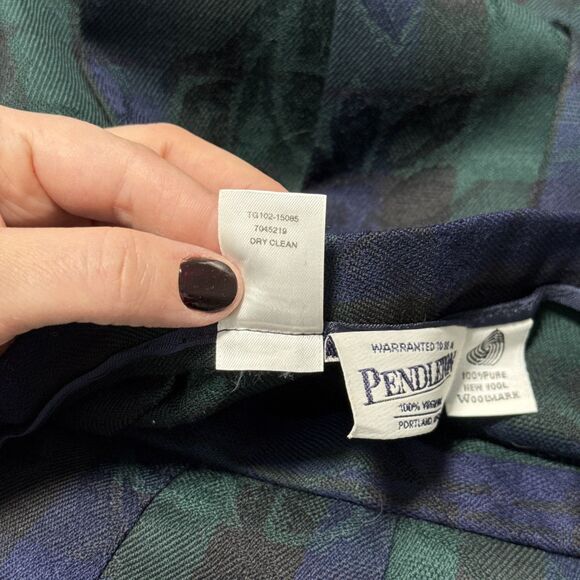 TG102-15085
7045219
DRY CLEAN
WARRANTED TO BE A
PENDLETON
100% VIRGIN
PORTLAND
100% PURE
NEW WOOL
WOOLMARK